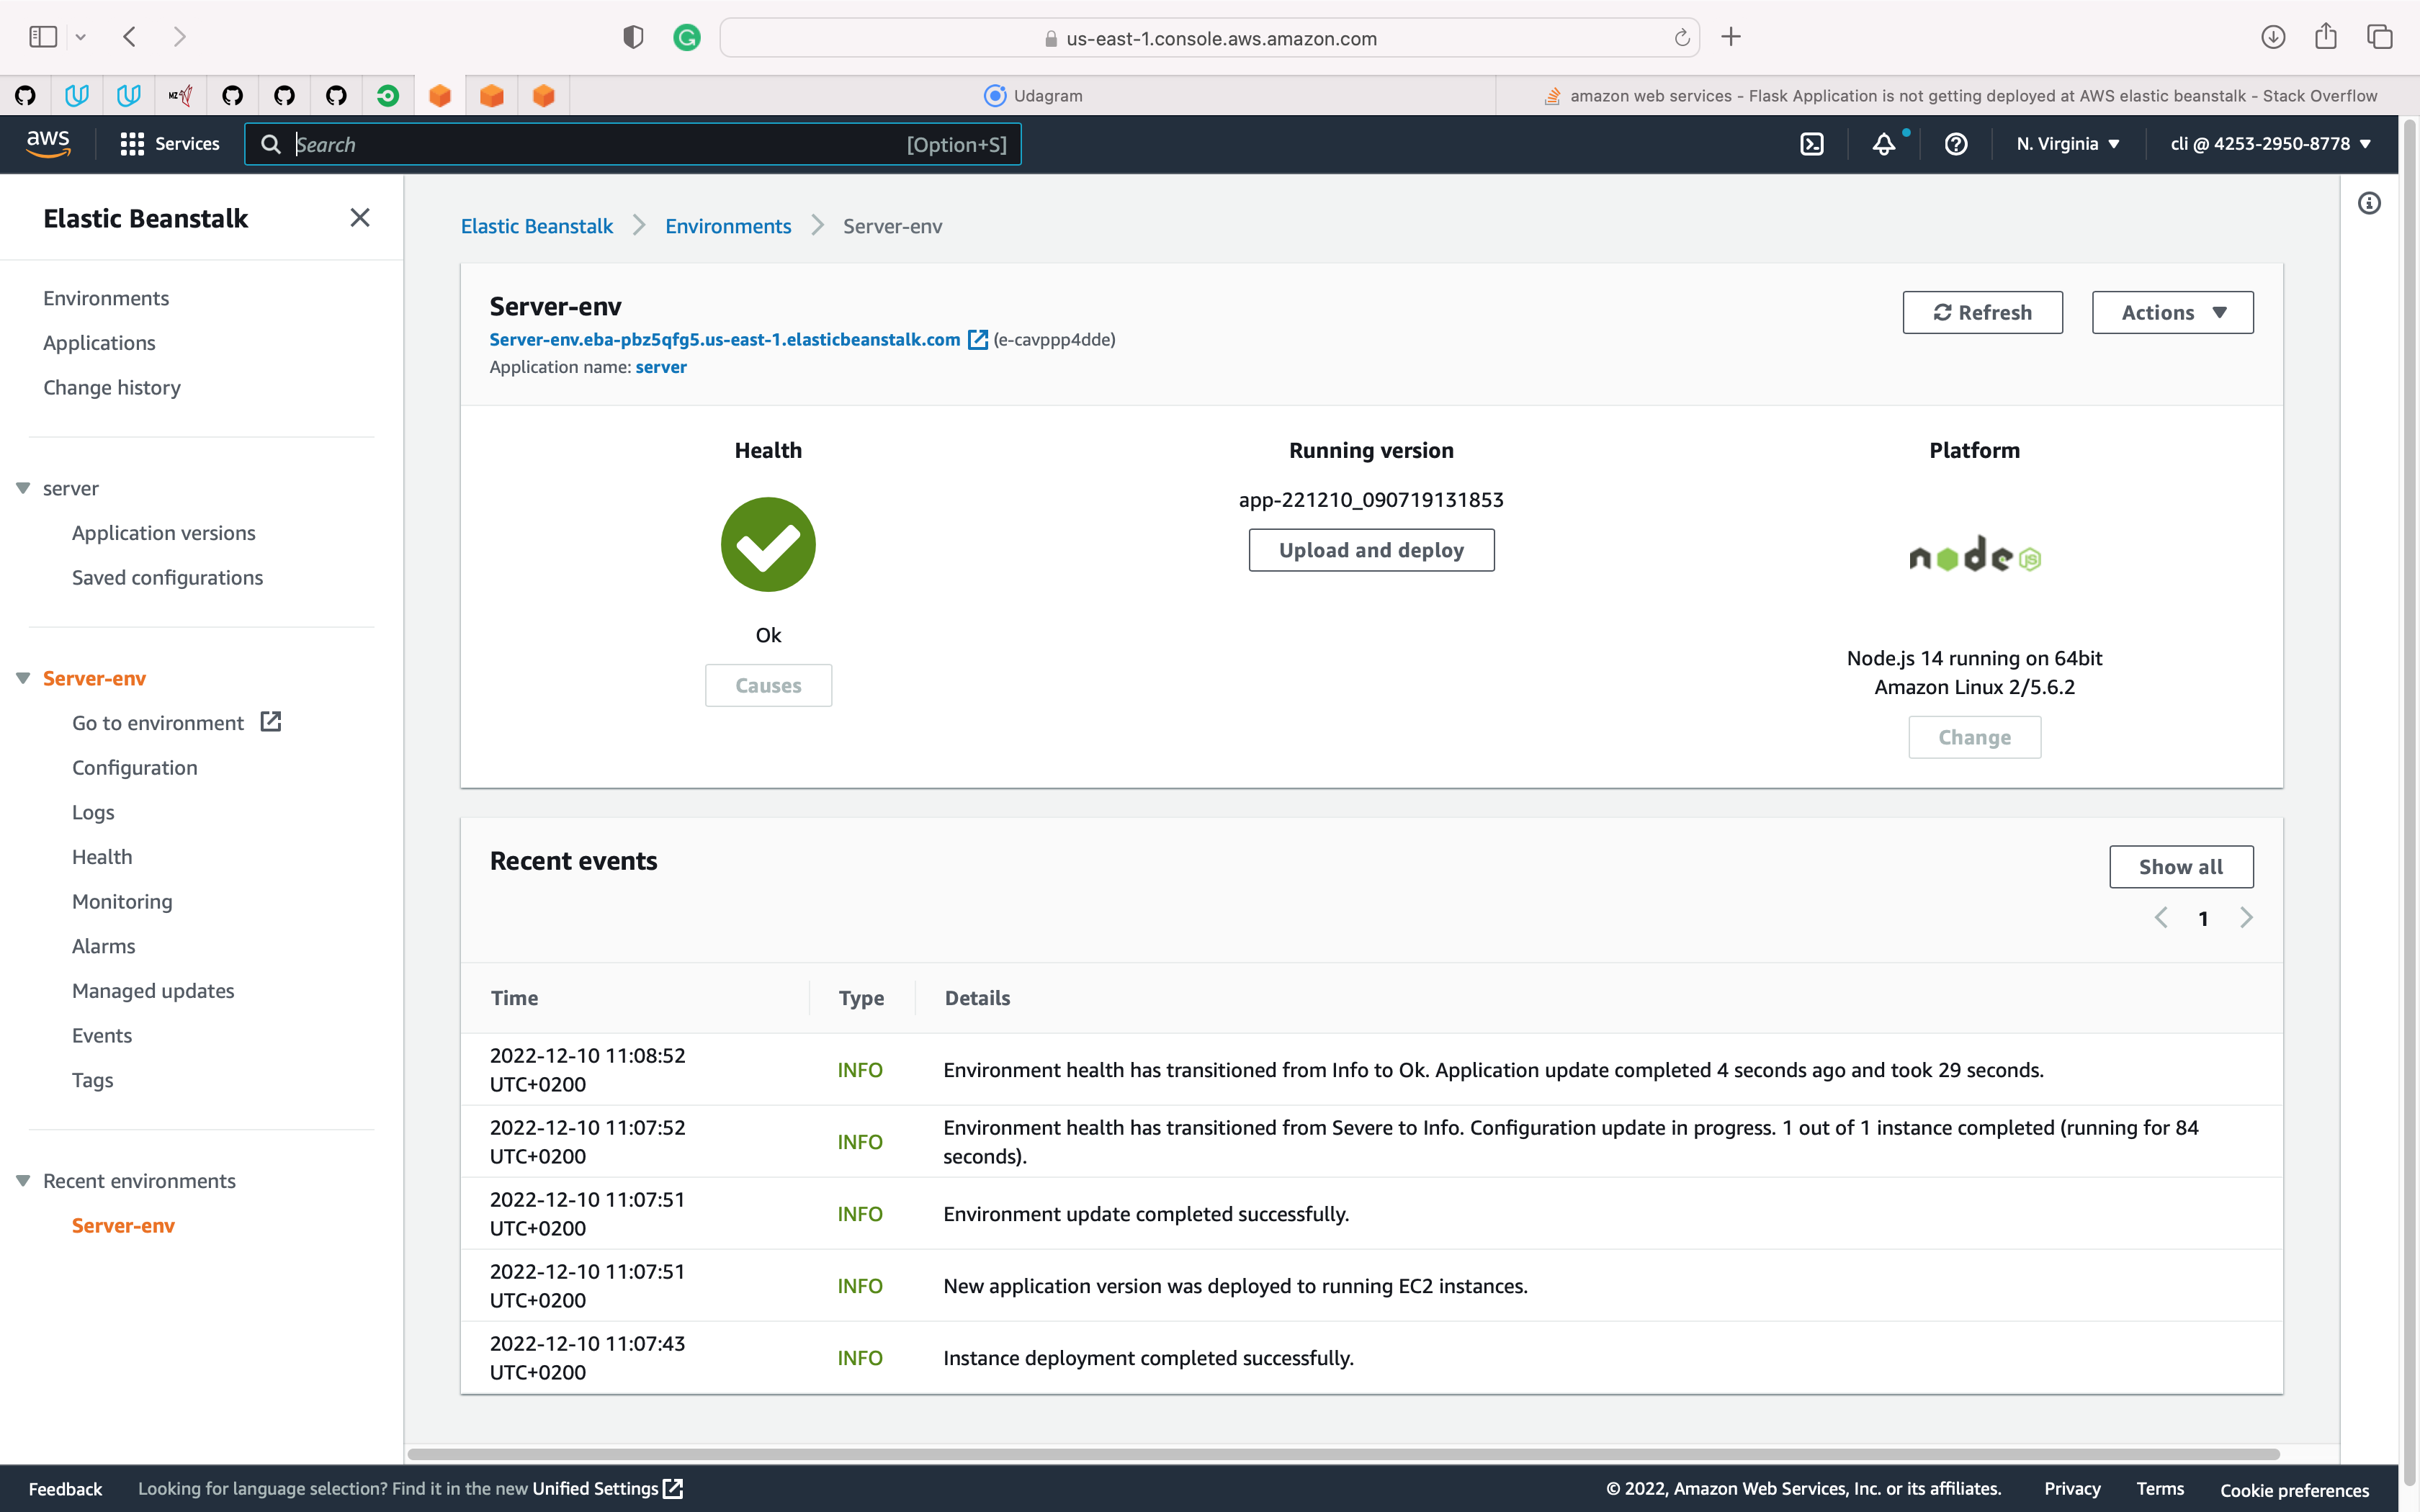 us-east-1.console.aws.amazon.com
MZ
Udagram
amazon web services - Flask Application is not getting deployed at AWS elastic beanstalk - Stack Overflow
aws
Services
Search
[Option+S]
N. Virginia
cli @ 4253-2950-8778
Elastic Beanstalk
Environments
Applications
Change history
server
Application versions
Saved configurations
Server-env
Go to environment
Configuration
Logs
Health
Monitoring
Alarms
Managed updates
Events
Tags
Recent environments
Server-env
Elastic Beanstalk
Environments
Server-env
Server-env
Server-env.eba-pbz5qfg5.us-east-1.elasticbeanstalk.com (e-cavppp4dde)
Application name: server
Refresh
Actions
Health
Ok
Causes
Running version
app-221210_090719131853
Upload and deploy
Platform
node JS
Node.js 14 running on 64bit
Amazon Linux 2/5.6.2
Change
Recent events
Show all
1
Time
Type
Details
2022-12-10 11:08:52
UTC+0200
INFO
Environment health has transitioned from Info to Ok. Application update completed 4 seconds ago and took 29 seconds.
2022-12-10 11:07:52
UTC+0200
INFO
Environment health has transitioned from Severe to Info. Configuration update in progress. 1 out of 1 instance completed (running for 84
seconds).
2022-12-10 11:07:51
UTC+0200
INFO
Environment update completed successfully.
2022-12-10 11:07:51
UTC+0200
INFO
New application version was deployed to running EC2 instances.
2022-12-10 11:07:43
UTC+0200
INFO
Instance deployment completed successfully.
Feedback
Looking for language selection? Find it in the new Unified Settings
© 2022, Amazon Web Services, Inc. or its affiliates.
Privacy
Terms
Cookie preferences